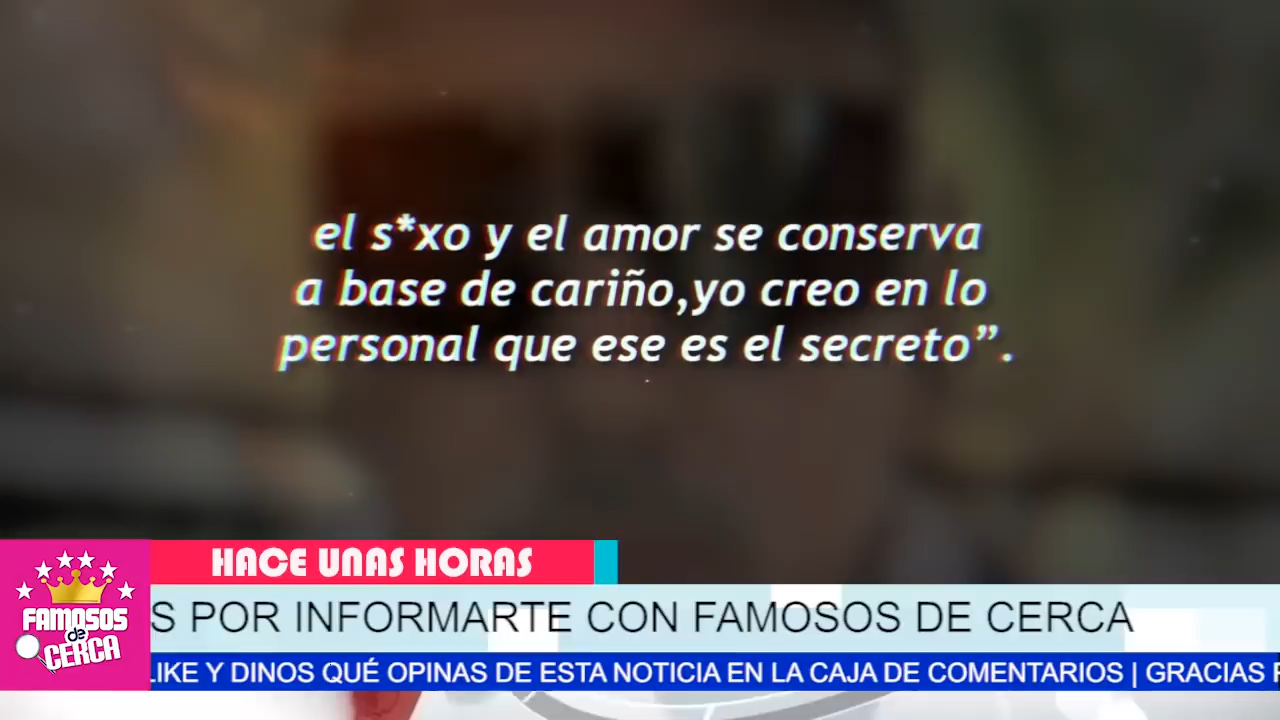 el s*xo y el amor se conserva
a base de cariño,yo creo en lo
personal que ese es el secreto”.
HACE UNAS HORAS
FAMOSOS
de
CERCA
S POR INFORMARTE CON FAMOSOS DE CERCA
LIKE Y DINOS QUÉ OPINAS DE ESTA NOTICIA EN LA CAJA DE COMENTARIOS | GRACIAS